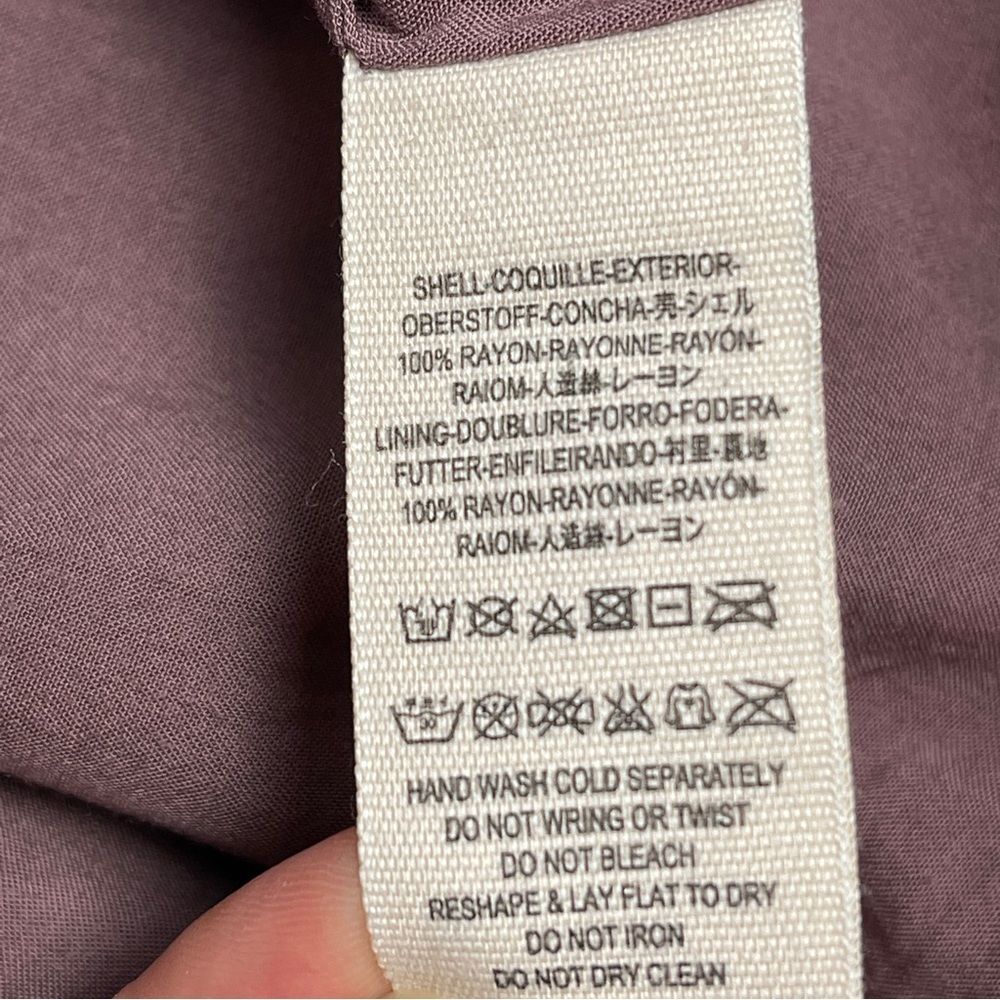 SHELL-COQUILLE-EXTERIOR-
OBERSTOFF-CONCHA-壳-シェル
100% RAYON-RAYONNE-RAYÓN-
RAIOM-人造絲-レーヨン
LINING-DOUBLURE-FORRO-FODERA-
FUTTER-ENFILEIRANDO-衬里-裏地
100% RAYON-RAYONNE-RAYÓN-
RAIOM-人造絲-レーヨン
30
HAND WASH COLD SEPARATELY
DO NOT WRING OR TWIST
DO NOT BLEACH
RESHAPE & LAY FLAT TO DRY
DO NOT IRON
DO NOT DRY CLEAN